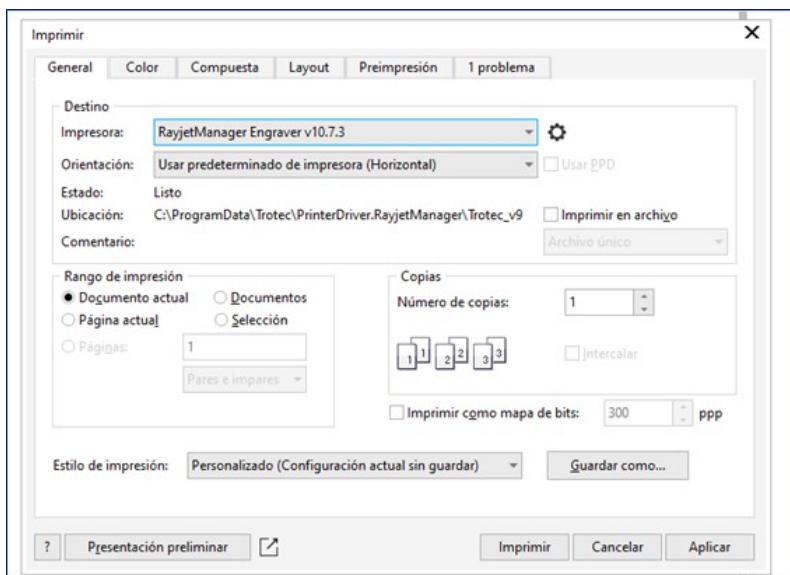 Imprimir
General Color Compuesta Layout Preimpresión 1 problema
Destino
Impresora: RayjetManager Engraver v10.7.3
Orientación: Usar predeterminado de impresora (Horizontal) Usar PPD
Estado: Listo
Ubicación: C:\ProgramData\Trotec\PrinterDriver.RayjetManager\Trotec_v9 Imprimir en archivo
Comentario: Archivo único
Rango de impresión
Documento actual Documentos
Página actual Selección
Páginas: 1
Pares e impares
Copias
Número de copias: 1
1 1 2 2 3 3 Intercalar
Imprimir como mapa de bits: 300 ppp
Estilo de impresión: Personalizado (Configuración actual sin guardar) Guardar como...
? Presentación preliminar Imprimir Cancelar Aplicar